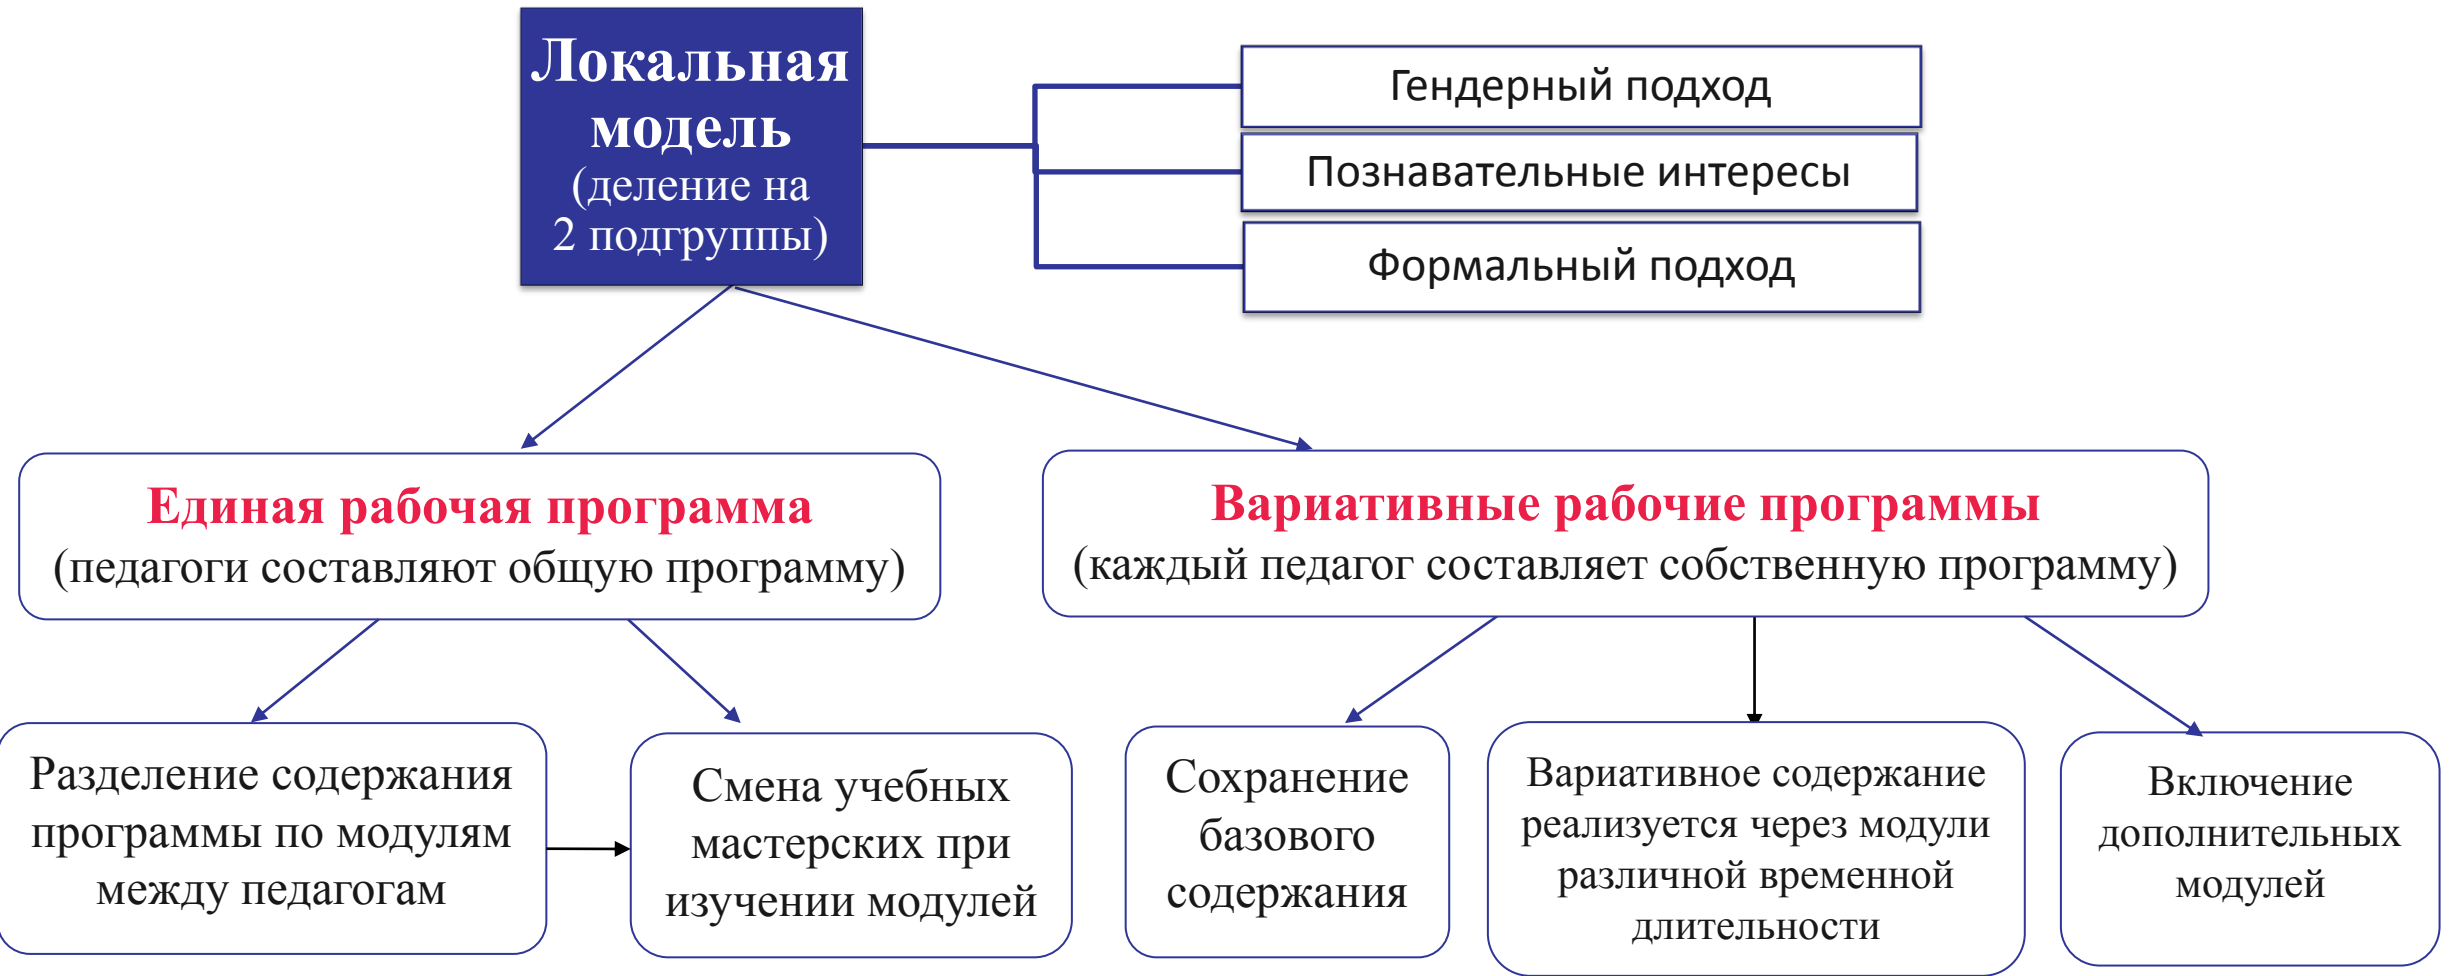 Локальная
модель
(деление на
2 подгруппы)
Гендерный подход
Познавательные интересы
Формальный подход
Единая рабочая программа
(педагоги составляют общую программу)
Вариативные рабочие программы
(каждый педагог составляет собственную программу)
Разделение содержания
программы по модулям
между педагогам
Смена учебных
мастерских при
изучении модулей
Сохранение
базового
содержания
Вариативное содержание
реализуется через модули
различной временной
длительности
Включение
дополнительных
модулей